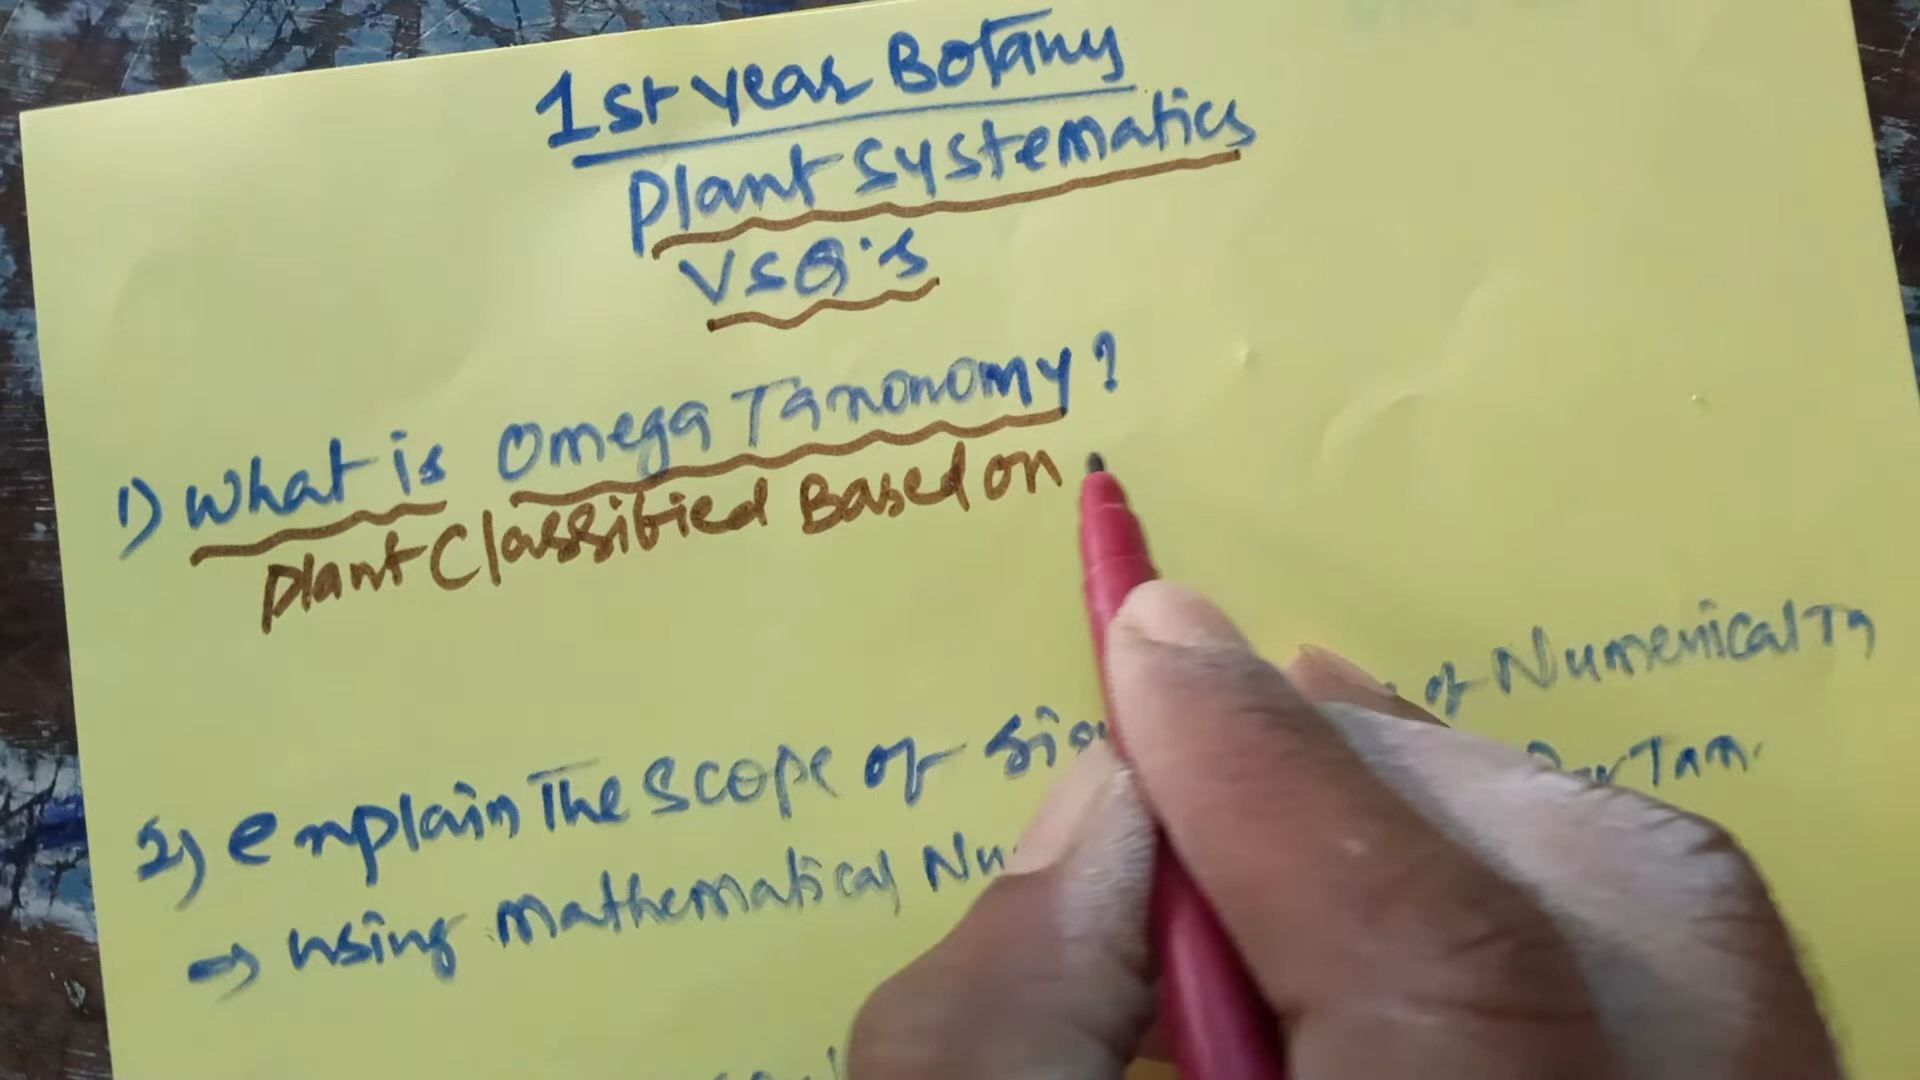 1st year Botany
Plant Systematics
VSQ's
1) What is Omega Taxonomy?
Plant Classified Based on
2) explain The Scope of of Numerical Ta
→ using mathematical Tax.